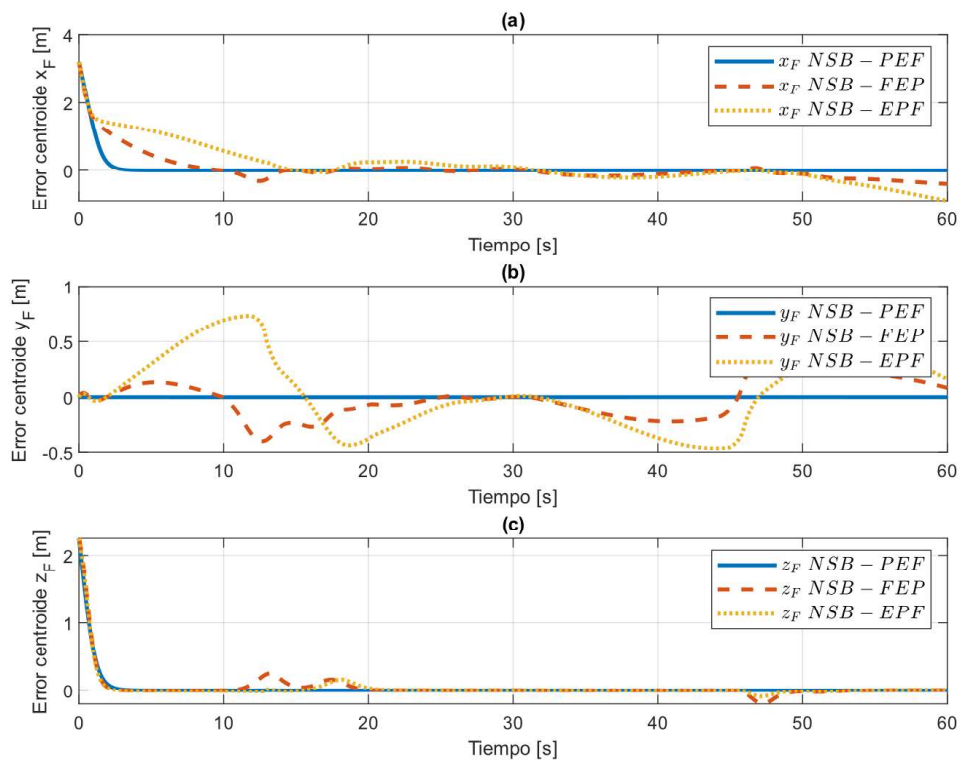 (a)
Error centroide x_F [m]
4
2
0
x_F NSB − PEF
x_F NSB − FEP
x_F NSB − EPF
0 10 20 30 40 50 60
Tiempo [s]
(b)
Error centroide y_F [m]
1
0.5
0
-0.5
y_F NSB − PEF
y_F NSB − FEP
y_F NSB − EPF
0 10 20 30 40 50 60
Tiempo [s]
(c)
Error centroide z_F [m]
2
1
0
z_F NSB − PEF
z_F NSB − FEP
z_F NSB − EPF
0 10 20 30 40 50 60
Tiempo [s]